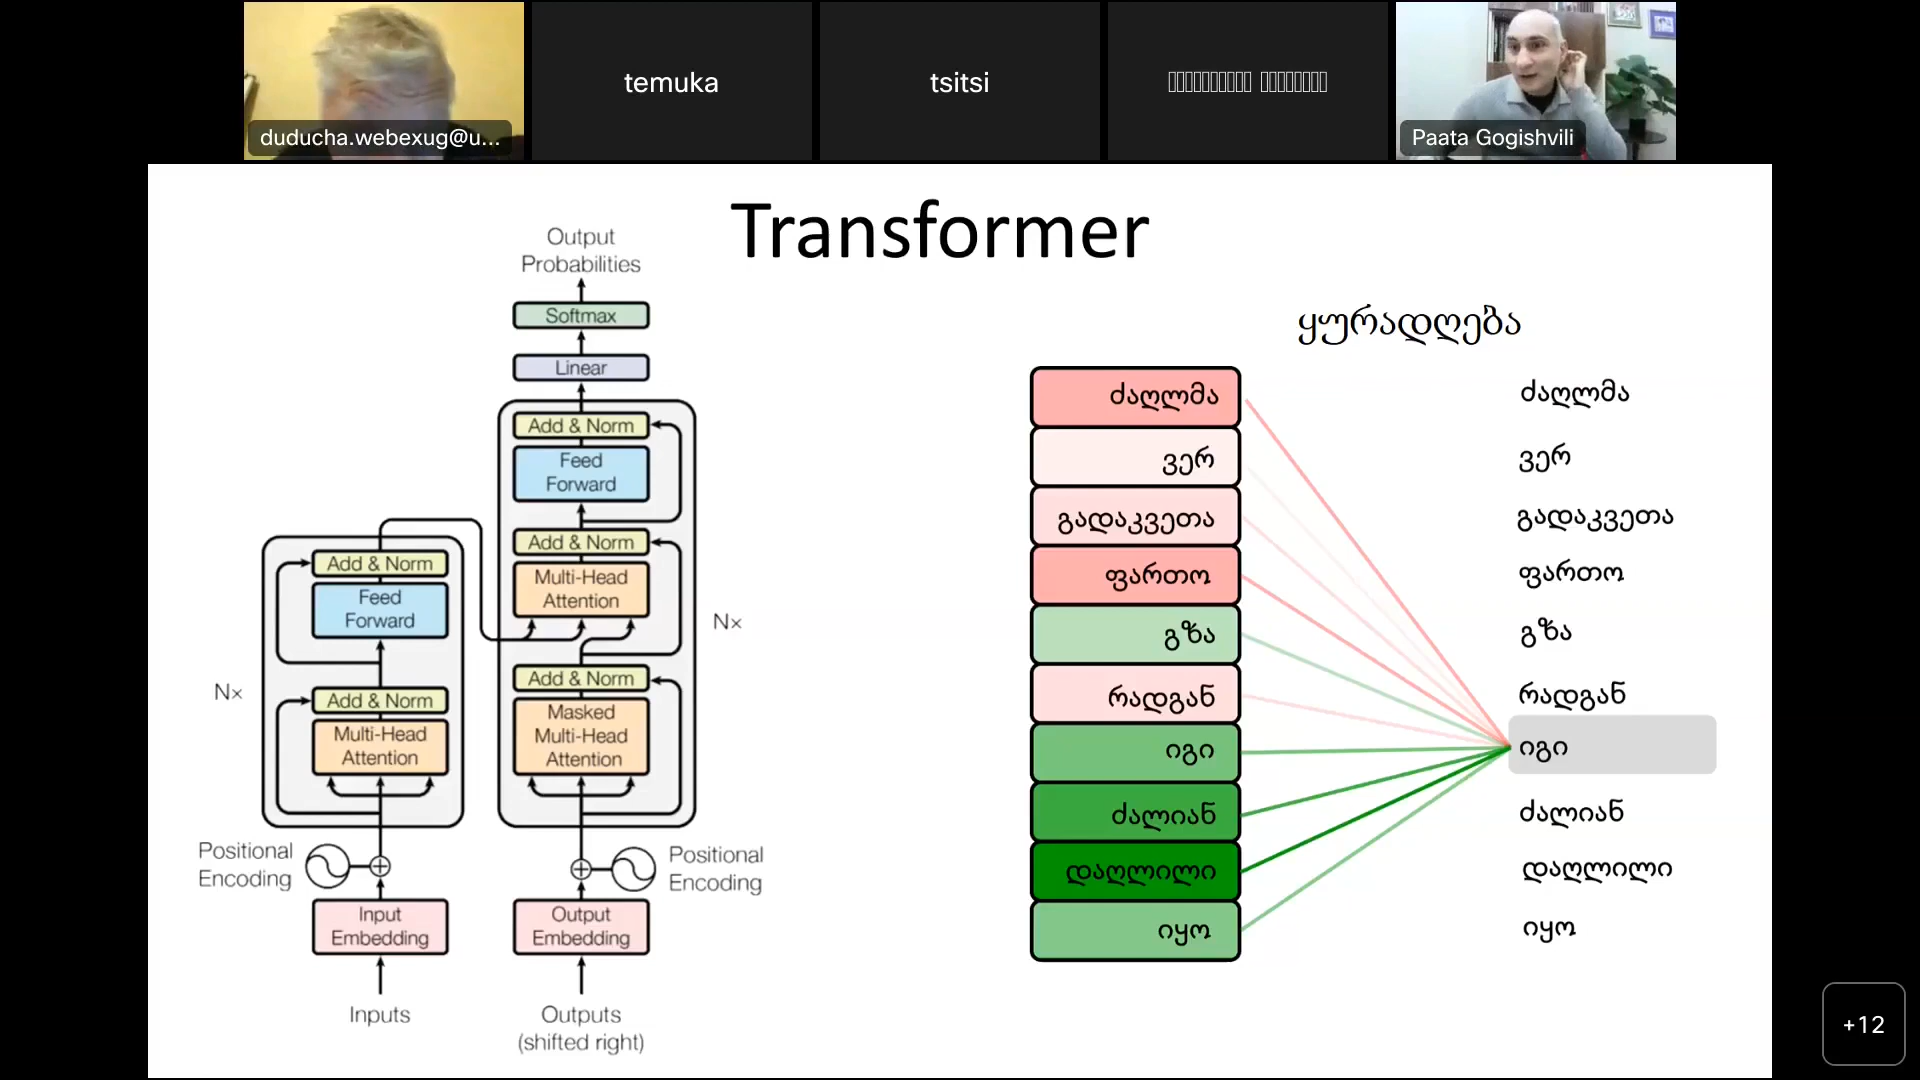 duducha.webexug@u...
temuka
tsitsi
Paata Gogishvili
Transformer
Output
Probabilities
Softmax
Linear
Add & Norm
Feed
Forward
Add & Norm
Multi-Head
Attention
Add & Norm
Masked
Multi-Head
Attention
Nx
Add & Norm
Feed
Forward
Add & Norm
Multi-Head
Attention
Nx
Positional
Encoding
Positional
Encoding
Input
Embedding
Output
Embedding
Inputs
Outputs
(shifted right)
ყურადღება
ძაღლმა
ვერ
გადაკვეთა
ფართო
გზა
რადგან
იგი
ძალიან
დაღლილი
იყო
ძაღლმა
ვერ
გადაკვეთა
ფართო
გზა
რადგან
იგი
ძალიან
დაღლილი
იყო
+12